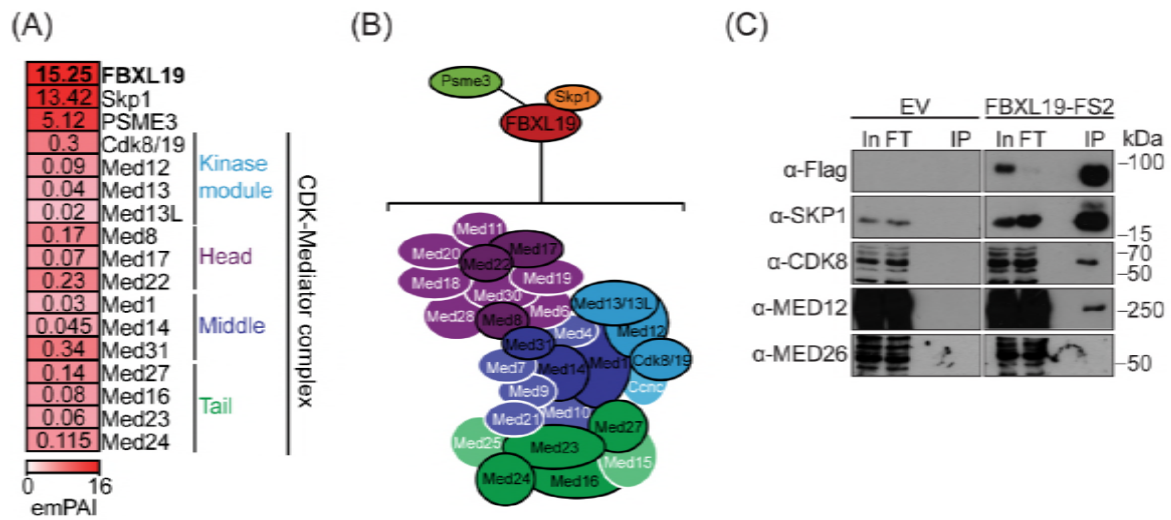 (A)
15.25 FBXL19
13.42 Skp1
5.12 PSME3
0.3 Cdk8/19
0.09 Med12
0.04 Med13
0.02 Med13L
0.17 Med8
0.07 Med17
0.23 Med22
0.03 Med1
0.045 Med14
0.34 Med31
0.14 Med27
0.08 Med16
0.06 Med23
0.115 Med24
Kinase
module
Head
Middle
Tail
CDK-Mediator complex
0 16
emPAI
(B)
Psme3
Skp1
FBXL19
Med11
Med20
Med17
Med22
Med18
Med19
Med30
Med28
Med8
Med6
Med13/13L
Med4
Med12
Med31
Med7
Med14
Med1
Cdk8/19
Ccnc
Med9
Med21
Med10
Med27
Med25
Med23
Med15
Med24
Med16
(C)
EV FBXL19-FS2
In FT IP In FT IP kDa
α-Flag –100
α-SKP1 –15
α-CDK8 –70
–50
α-MED12 –250
α-MED26 –50